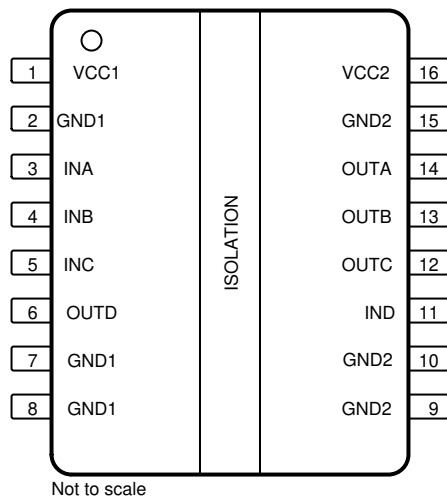 1 VCC1 VCC2 16
2 GND1 GND2 15
3 INA OUTA 14
4 INB OUTB 13
5 INC OUTC 12
6 OUTD IND 11
7 GND1 GND2 10
8 GND1 GND2 9
ISOLATION
Not to scale